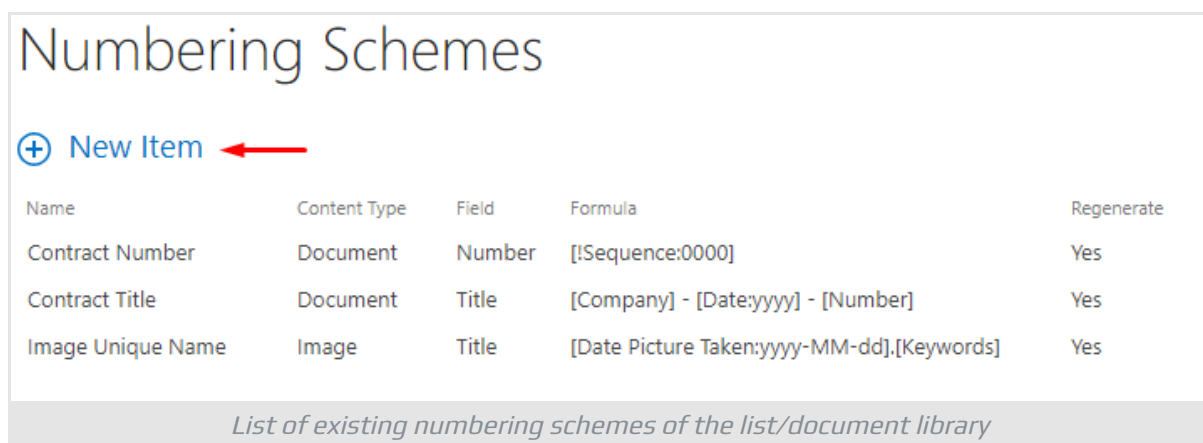 Numbering Schemes
New Item
Name Content Type Field Formula Regenerate
Contract Number Document Number [!Sequence:0000] Yes
Contract Title Document Title [Company] - [Date:yyyy] - [Number] Yes
Image Unique Name Image Title [Date Picture Taken:yyyy-MM-dd].[Keywords] Yes
List of existing numbering schemes of the list/document library